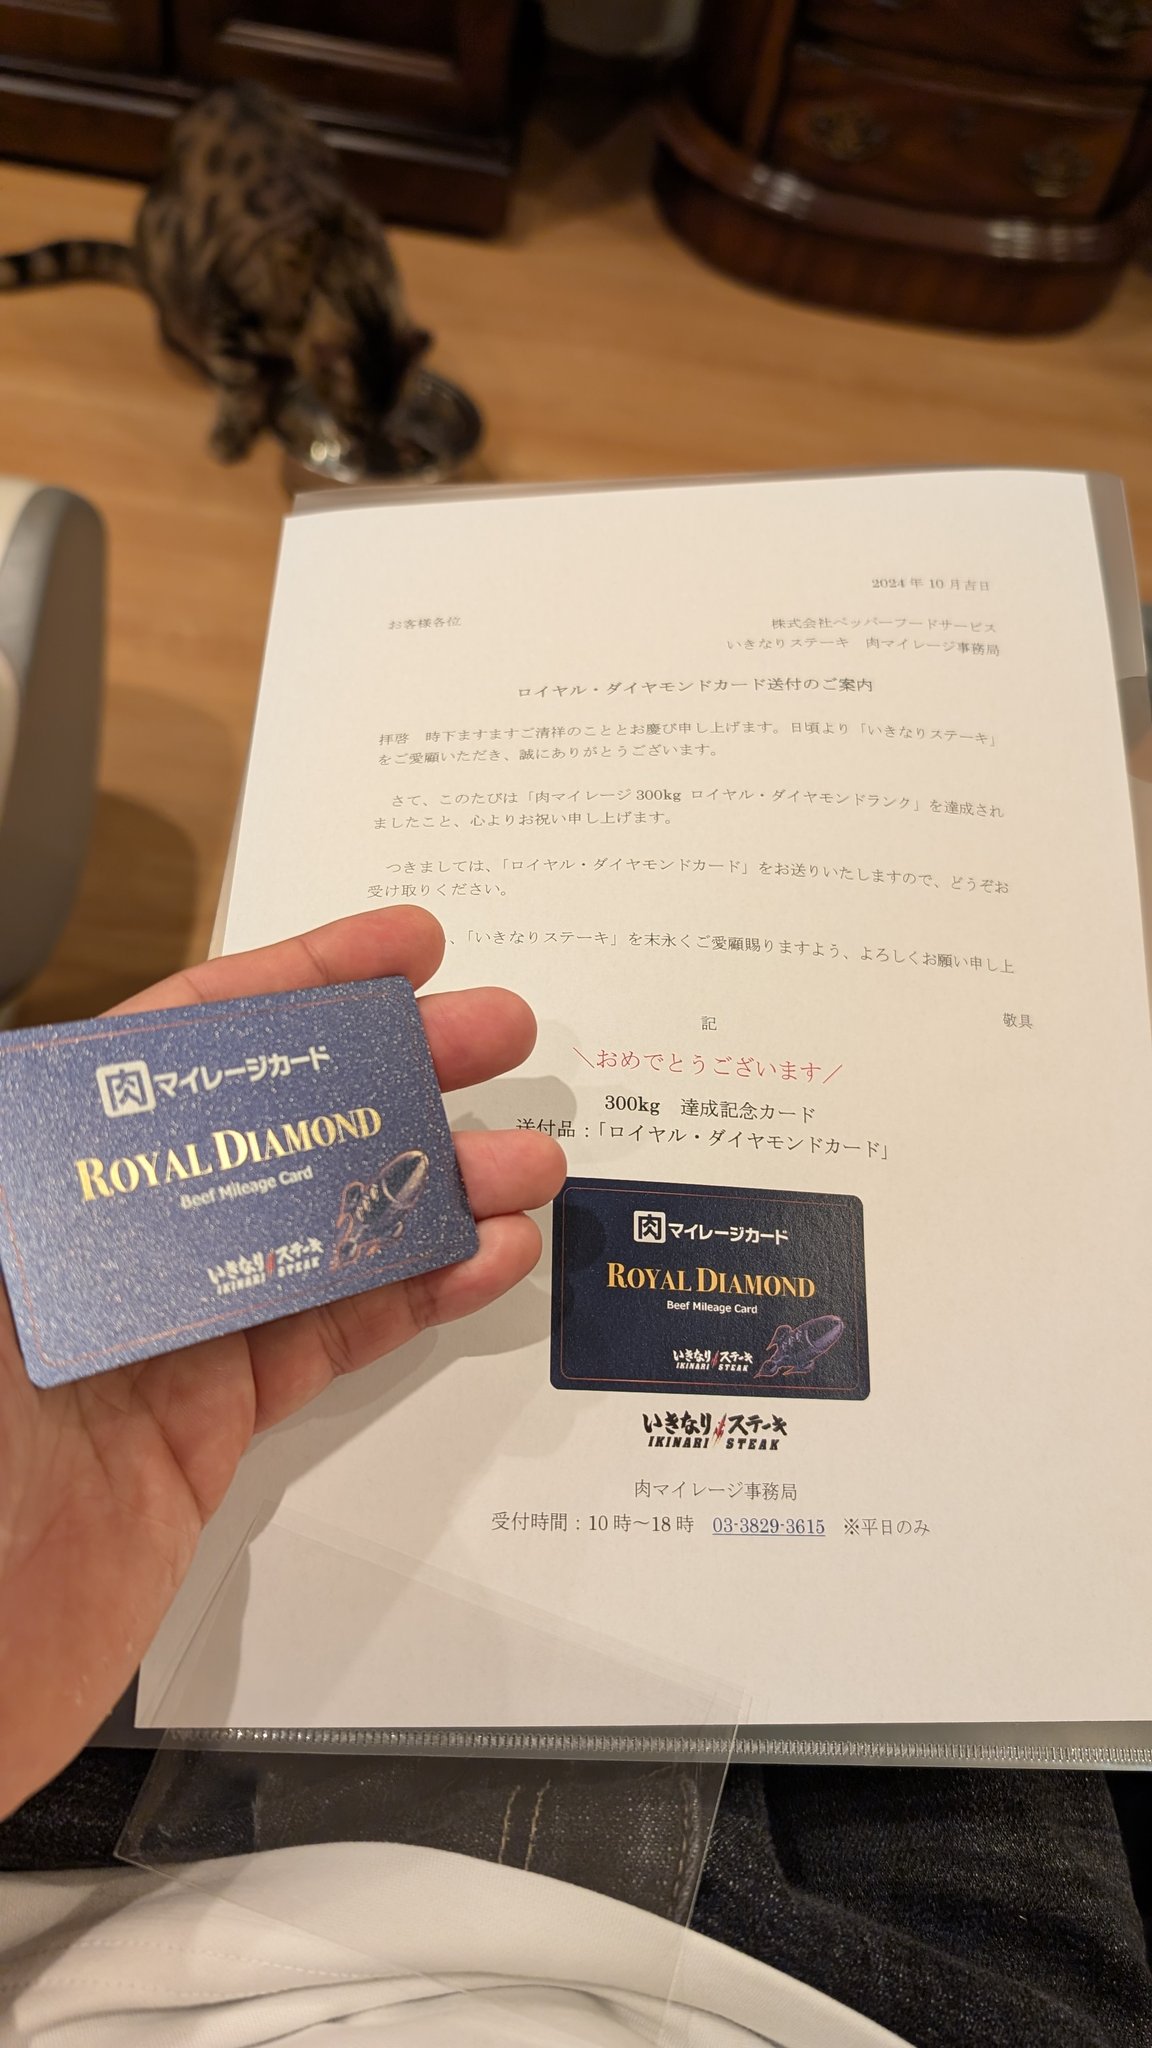 2024年10月吉日
お客様各位
株式会社ペッパーフードサービス
いきなりステーキ 肉マイレージ事務局
ロイヤル・ダイヤモンドカード送付のご案内
拝啓 時下ますますご清祥のこととお慶び申し上げます。日頃より「いきなりステーキ」
をご愛顧いただき、誠にありがとうございます。
さて、このたびは「肉マイレージ300kg ロイヤル・ダイヤモンドランク」を達成され
ましたこと、心よりお祝い申し上げます。
つきましては、「ロイヤル・ダイヤモンドカード」をお送りいたしますので、どうぞお
受け取りください。
、「いきなりステーキ」を末永くご愛顧賜りますよう、よろしくお願い申し上
敬具
記
\おめでとうございます/
300kg 達成記念カード
送付品：「ロイヤル・ダイヤモンドカード」
肉マイレージカード
ROYAL DIAMOND
Beef Mileage Card
いきなりステーキ
IKINARI STEAK
肉マイレージカード
ROYAL DIAMOND
Beef Mileage Card
いきなりステーキ
IKINARI STEAK
いきなりステーキ
IKINARI STEAK
肉マイレージ事務局
受付時間：10時～18時 03-3829-3615 ※平日のみ